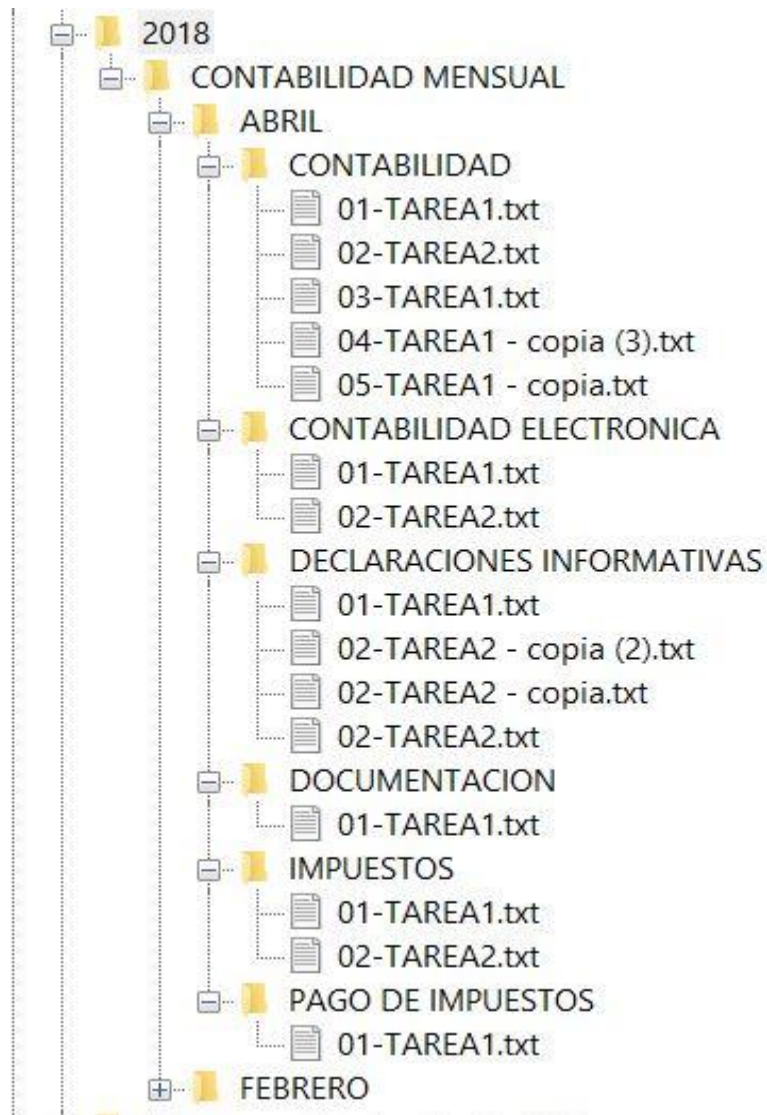 2018
CONTABILIDAD MENSUAL
ABRIL
CONTABILIDAD
01-TAREA1.txt
02-TAREA2.txt
03-TAREA1.txt
04-TAREA1 - copia (3).txt
05-TAREA1 - copia.txt
CONTABILIDAD ELECTRONICA
01-TAREA1.txt
02-TAREA2.txt
DECLARACIONES INFORMATIVAS
01-TAREA1.txt
02-TAREA2 - copia (2).txt
02-TAREA2 - copia.txt
02-TAREA2.txt
DOCUMENTACION
01-TAREA1.txt
IMPUESTOS
01-TAREA1.txt
02-TAREA2.txt
PAGO DE IMPUESTOS
01-TAREA1.txt
FEBRERO